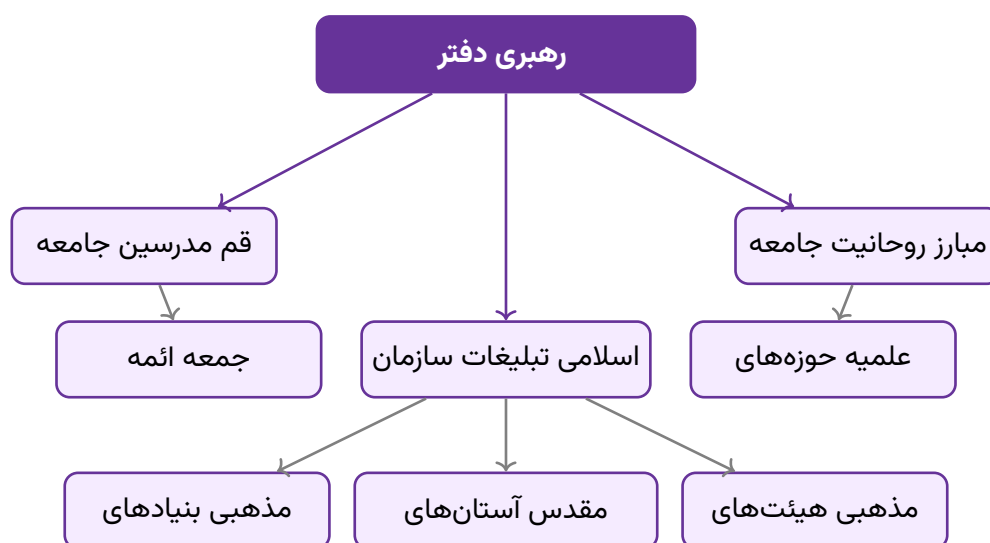 رهبری دفتر
مبارز روحانیت جامعه
قم مدرسین جامعه
علمیه حوزه‌های
اسلامی تبلیغات سازمان
جمعه ائمه
مذهبی هیئت‌های
مقدس آستان‌های
مذهبی بنیادهای